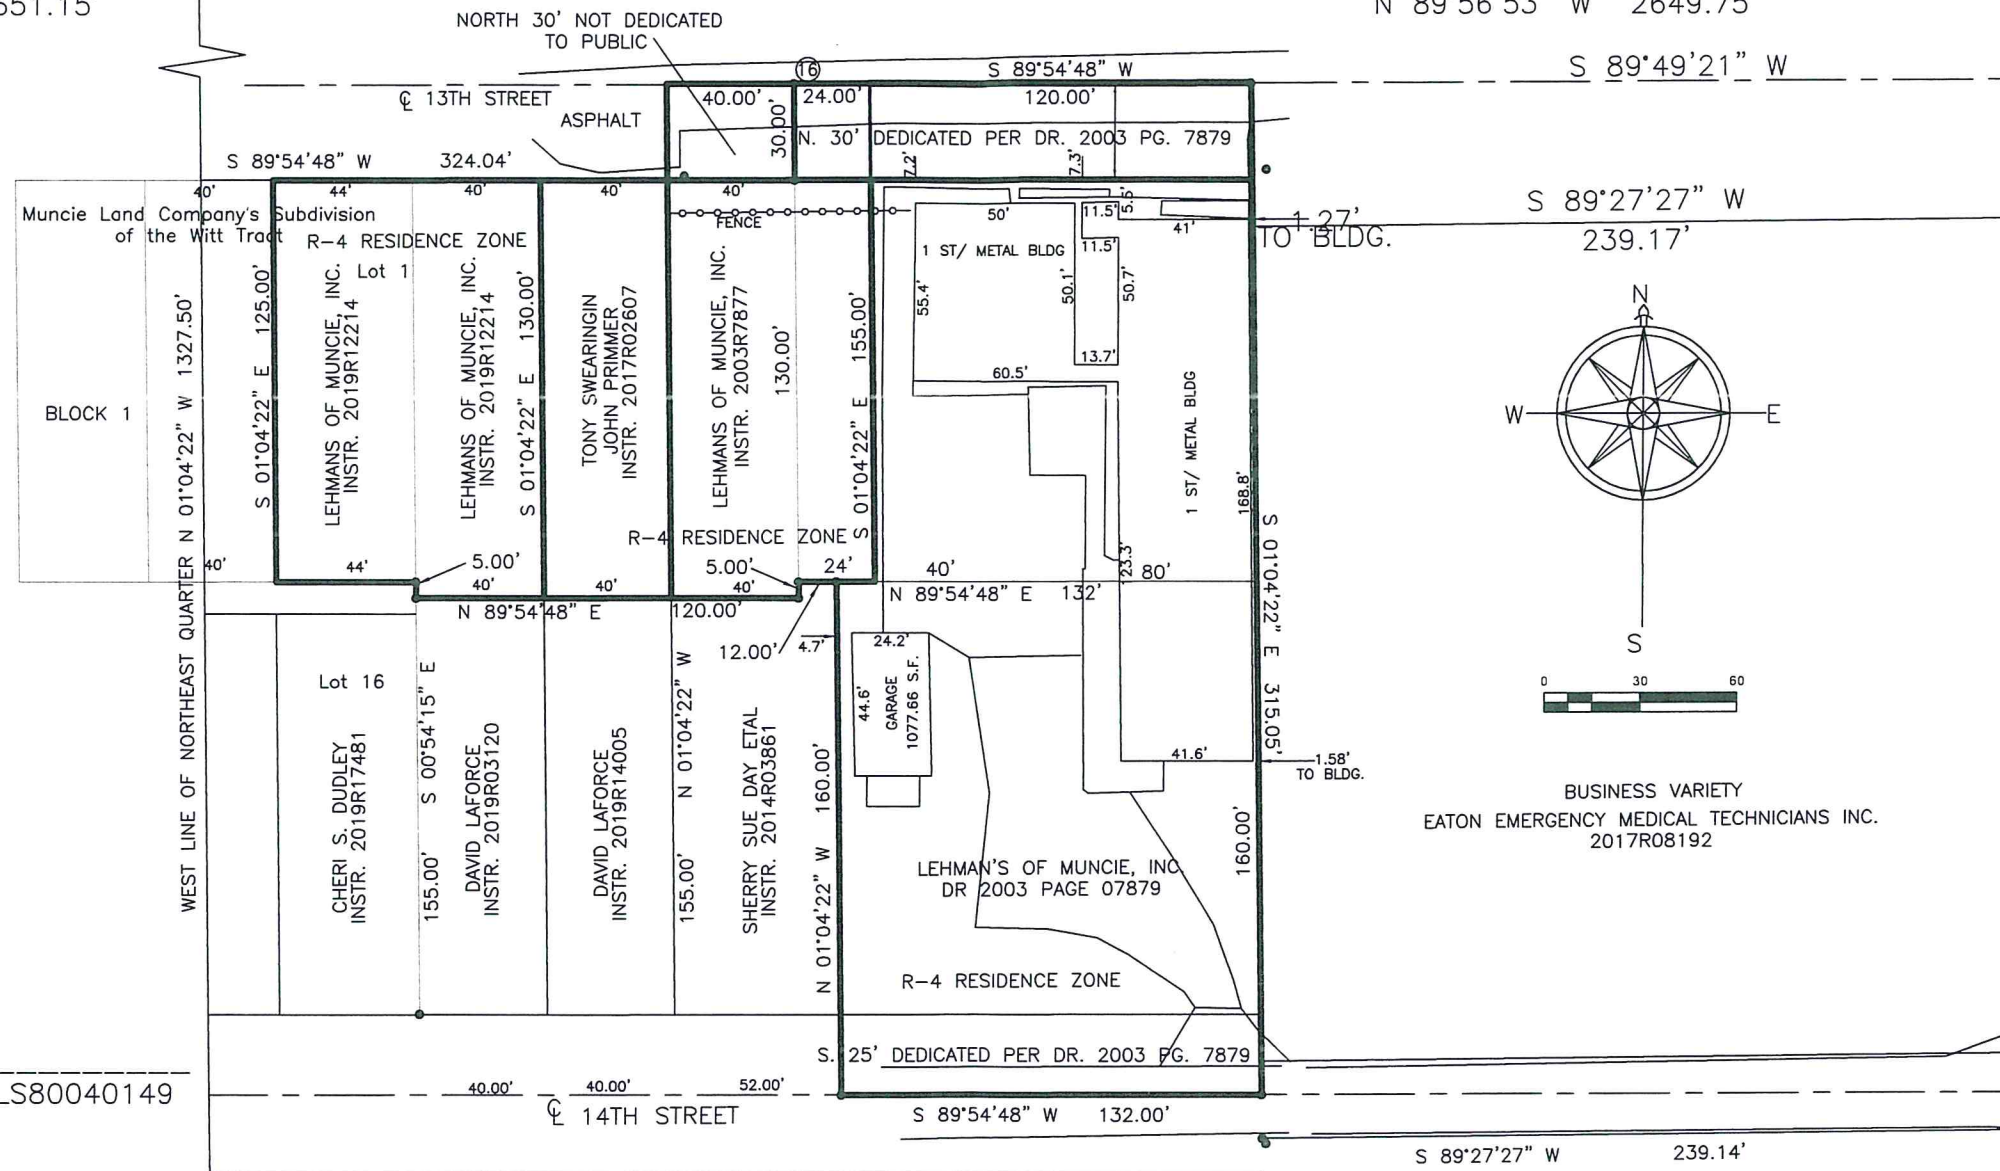 651.15
NORTH 30' NOT DEDICATED
TO PUBLIC
N 89°56'53" W 2649.75'
16
S 89°54'48" W
S 89°49'21" W
℄ 13TH STREET
40.00'
24.00'
120.00'
ASPHALT
30.00'
N. 30' DEDICATED PER DR. 2003 PG. 7879
S 89°54'48" W 324.04'
7.2'
7.3'
40'
44'
40'
40'
40'
Muncie Land Company's Subdivision
of the Witt Tract
R-4 RESIDENCE ZONE
Lot 1
FENCE
50'
11.5'
5.5'
41'
11.5'
1.27'
TO BLDG.
S 89°27'27" W
239.17'
1 ST/ METAL BLDG
55.4'
50.1'
50.7'
13.7'
60.5'
BLOCK 1
WEST LINE OF NORTHEAST QUARTER N 01°04'22" W 1327.50'
S 01°04'22" E 125.00'
LEHMANS OF MUNCIE, INC.
INSTR. 2019R12214
LEHMANS OF MUNCIE, INC.
INSTR. 2019R12214
S 01°04'22" E 130.00'
TONY SWEARINGIN
JOHN PRIMMER
INSTR. 2017R02607
LEHMANS OF MUNCIE, INC.
INSTR. 2003R7877
130.00'
S 01°04'22" E 155.00'
1 ST/ METAL BLDG
168.8'
S 01°04'22" E 315.05'
N
W
E
S
R-4 RESIDENCE ZONE
40'
44'
5.00'
40'
40'
5.00'
40'
24'
40'
123.3'
80'
N 89°54'48" E 120.00'
N 89°54'48" E 132'
12.00'
4.7'
24.2'
44.6'
GARAGE
1077.66 S.F.
0 30 60
Lot 16
CHERI S. DUDLEY
INSTR. 2019R17481
155.00' S 00°54'15" E
DAVID LAFORCE
INSTR. 2019R03120
DAVID LAFORCE
INSTR. 2019R14005
155.00' N 01°04'22" W
SHERRY SUE DAY ETAL
INSTR. 2014R03861
N 01°04'22" W 160.00'
41.6'
1.58'
TO BLDG.
160.00'
BUSINESS VARIETY
EATON EMERGENCY MEDICAL TECHNICIANS INC.
2017R08192
LEHMAN'S OF MUNCIE, INC.
DR 2003 PAGE 07879
R-4 RESIDENCE ZONE
S. 25' DEDICATED PER DR. 2003 PG. 7879
LS80040149
40.00'
40.00'
52.00'
℄ 14TH STREET
S 89°54'48" W 132.00'
S 89°27'27" W 239.14'